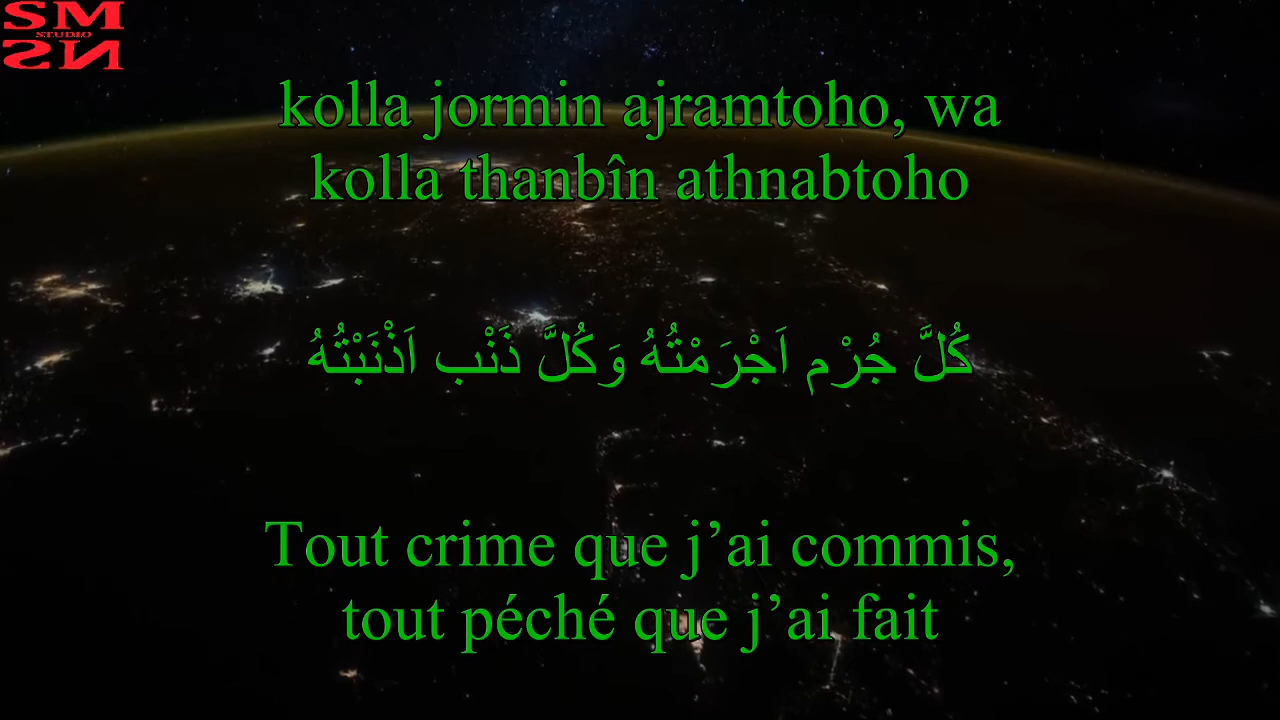 SM
STUDIO
SM
kolla jormin ajramtoho, wa
kolla thanbîn athnabtoho
كُلَّ جُرْم اَجْرَمْتُهُ وَكُلَّ ذَنْب اَذْنَبْتُهُ
Tout crime que j’ai commis,
tout péché que j’ai fait